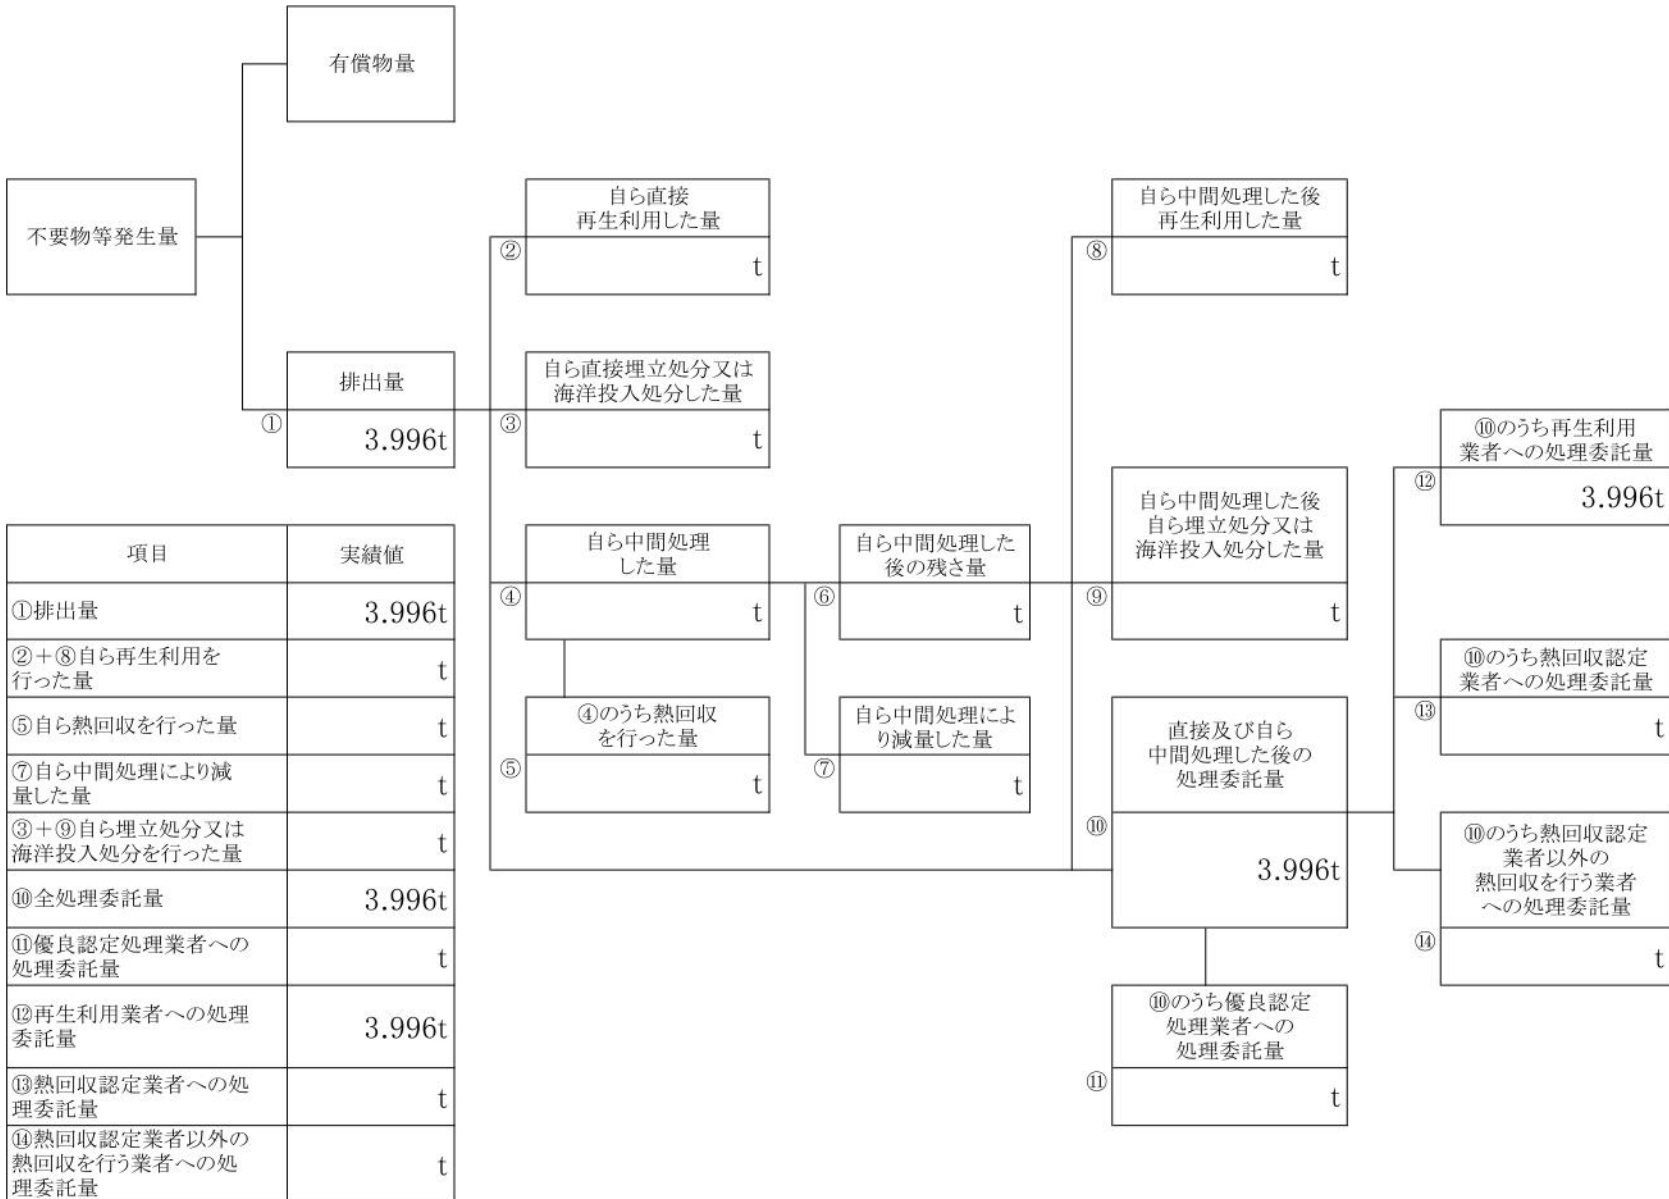 有償物量
不要物等発生量
自ら直接
再生利用した量
②
t
自ら中間処理した後
再生利用した量
⑧
t
排出量
①
3.996t
自ら直接埋立処分又は
海洋投入処分した量
③
t
⑩のうち再生利用
業者への処理委託量
⑫
3.996t
自ら中間処理
した量
④
t
自ら中間処理した
後の残さ量
⑥
t
自ら中間処理した後
自ら埋立処分又は
海洋投入処分した量
⑨
t
⑩のうち熱回収認定
業者への処理委託量
⑬
t
④のうち熱回収
を行った量
⑤
t
自ら中間処理によ
り減量した量
⑦
t
直接及び自ら
中間処理した後の
処理委託量
⑩
3.996t
⑩のうち熱回収認定
業者以外の
熱回収を行う業者
への処理委託量
⑭
t
⑩のうち優良認定
処理業者への
処理委託量
⑪
t
項目 実績値
①排出量 3.996t
②+⑧自ら再生利用を
行った量 t
⑤自ら熱回収を行った量 t
⑦自ら中間処理により減
量した量 t
③+⑨自ら埋立処分又は
海洋投入処分を行った量 t
⑩全処理委託量 3.996t
⑪優良認定処理業者への
処理委託量 t
⑫再生利用業者への処理
委託量 3.996t
⑬熱回収認定業者への処
理委託量 t
⑭熱回収認定業者以外の
熱回収を行う業者への処
理委託量 t